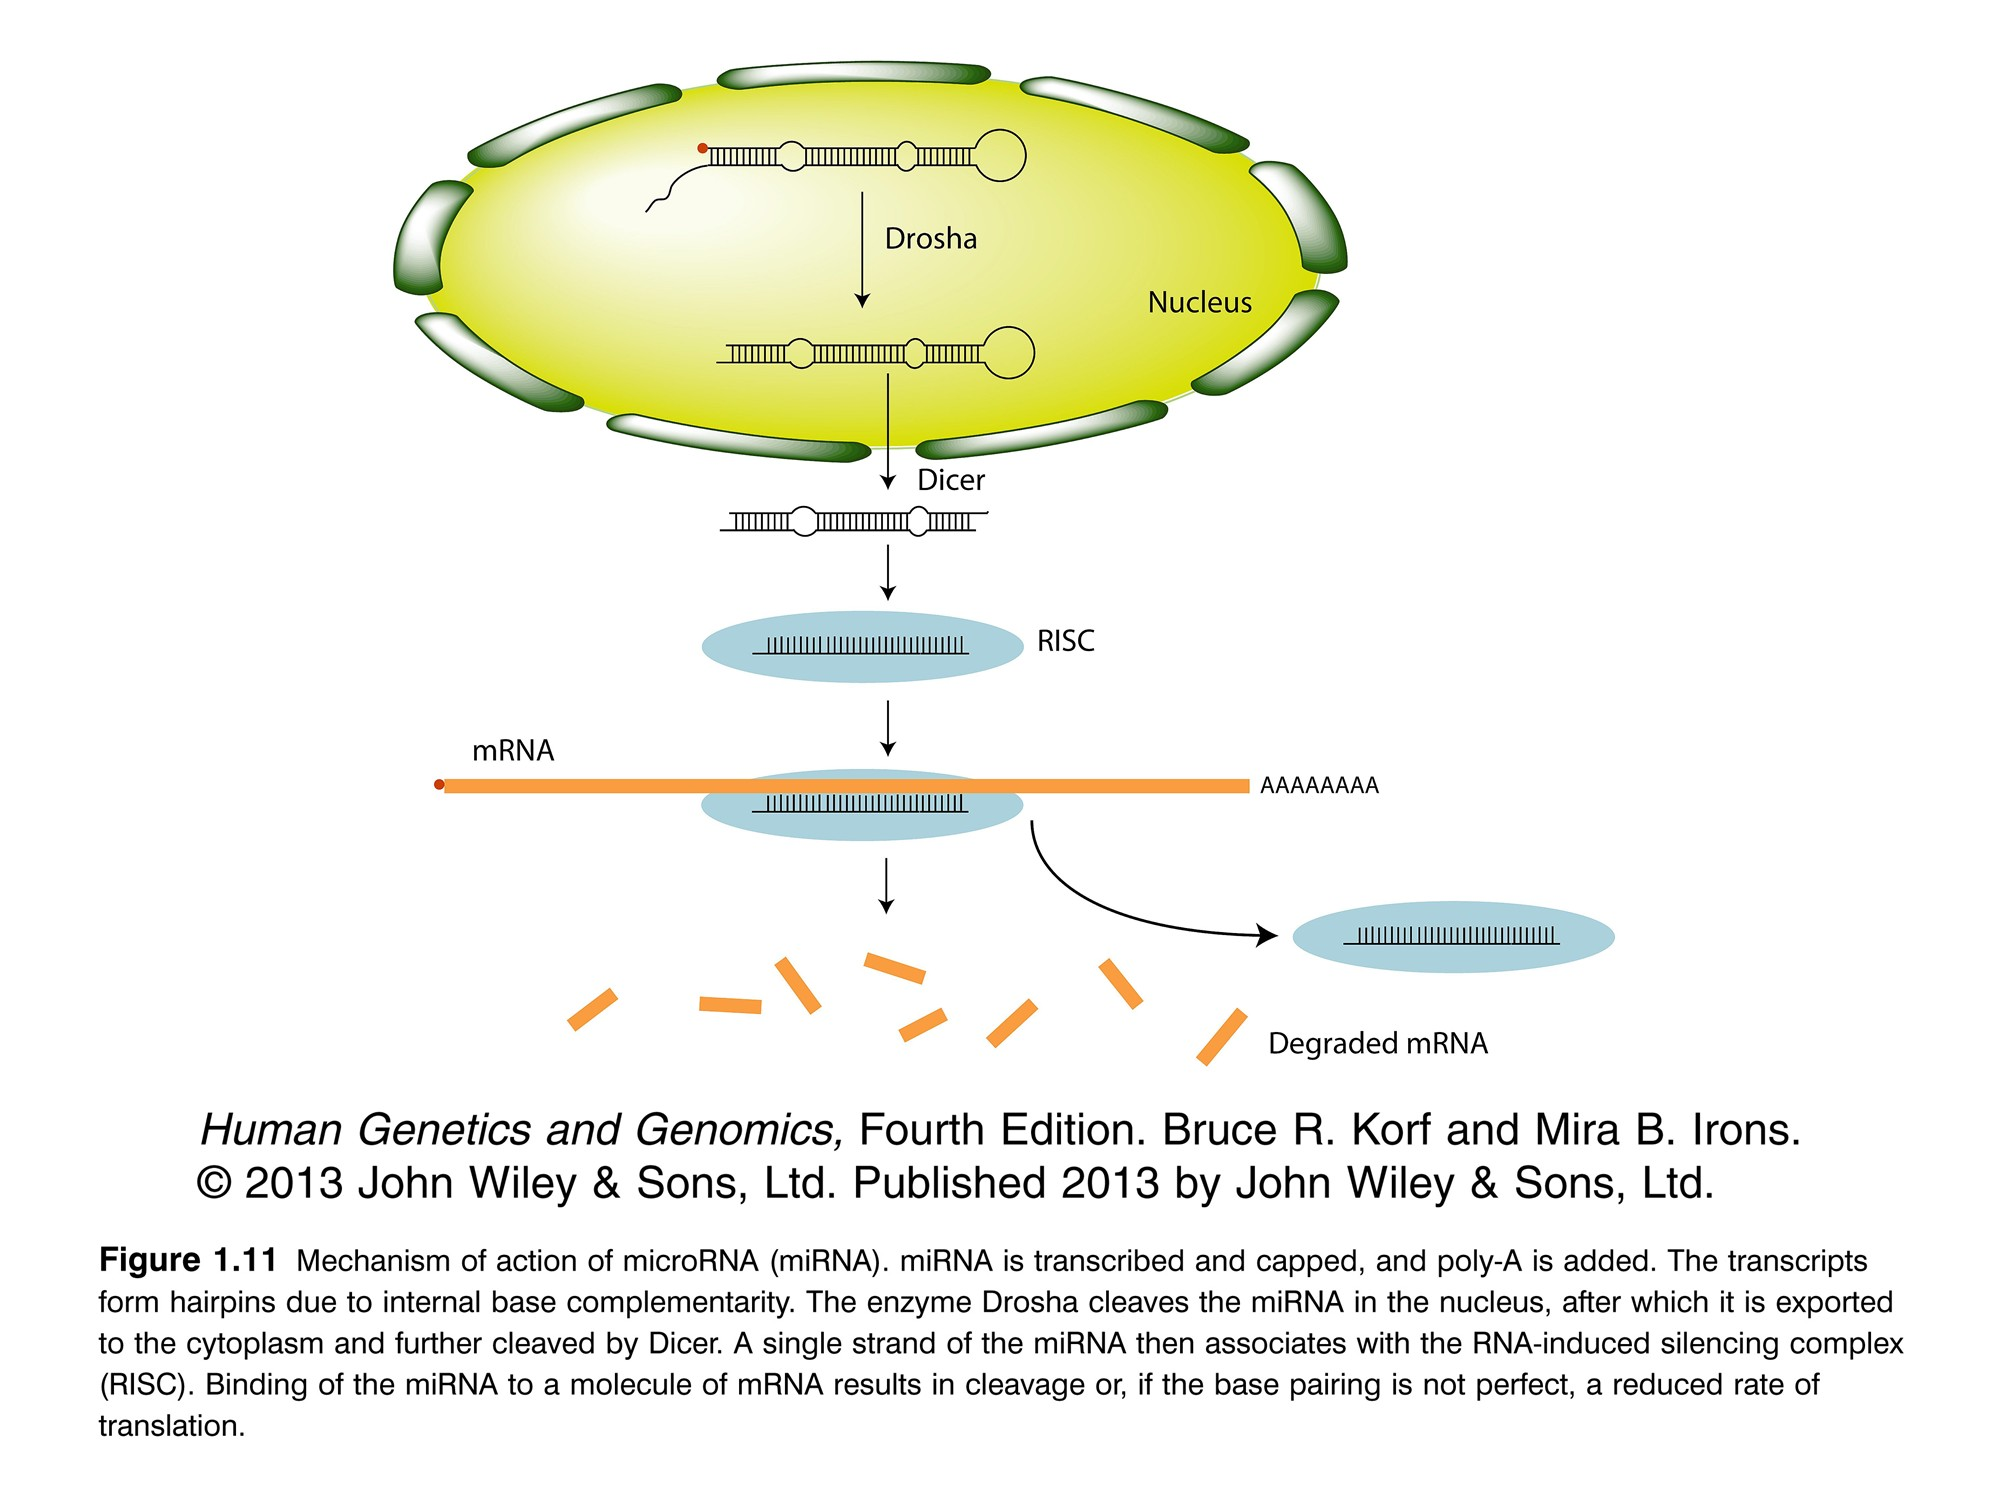 Drosha
Nucleus
Dicer
RISC
mRNA
AAAAAAAA
Degraded mRNA
Human Genetics and Genomics, Fourth Edition. Bruce R. Korf and Mira B. Irons.
© 2013 John Wiley & Sons, Ltd. Published 2013 by John Wiley & Sons, Ltd.
Figure 1.11 Mechanism of action of microRNA (miRNA). miRNA is transcribed and capped, and poly-A is added. The transcripts
form hairpins due to internal base complementarity. The enzyme Drosha cleaves the miRNA in the nucleus, after which it is exported
to the cytoplasm and further cleaved by Dicer. A single strand of the miRNA then associates with the RNA-induced silencing complex
(RISC). Binding of the miRNA to a molecule of mRNA results in cleavage or, if the base pairing is not perfect, a reduced rate of
translation.